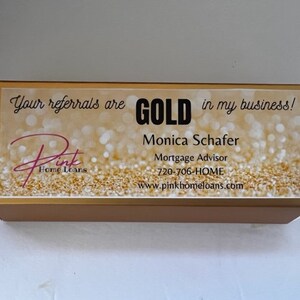 Your referrals are GOLD in my business!
Monica Schafer
Mortgage Advisor
720-706-HOME
www.pinkhomeloans.com
Pink
Home Loans